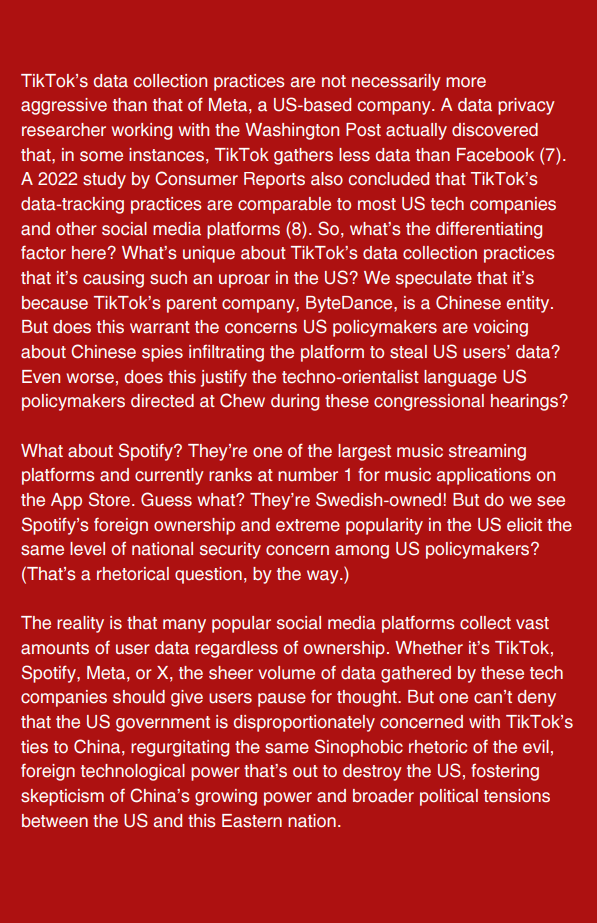 TikTok’s data collection practices are not necessarily more
aggressive than that of Meta, a US-based company. A data privacy
researcher working with the Washington Post actually discovered
that, in some instances, TikTok gathers less data than Facebook (7).
A 2022 study by Consumer Reports also concluded that TikTok’s
data-tracking practices are comparable to most US tech companies
and other social media platforms (8). So, what’s the differentiating
factor here? What’s unique about TikTok’s data collection practices
that it’s causing such an uproar in the US? We speculate that it’s
because TikTok’s parent company, ByteDance, is a Chinese entity.
But does this warrant the concerns US policymakers are voicing
about Chinese spies infiltrating the platform to steal US users’ data?
Even worse, does this justify the techno-orientalist language US
policymakers directed at Chew during these congressional hearings?

What about Spotify? They’re one of the largest music streaming
platforms and currently ranks at number 1 for music applications on
the App Store. Guess what? They’re Swedish-owned! But do we see
Spotify’s foreign ownership and extreme popularity in the US elicit the
same level of national security concern among US policymakers?
(That’s a rhetorical question, by the way.)

The reality is that many popular social media platforms collect vast
amounts of user data regardless of ownership. Whether it’s TikTok,
Spotify, Meta, or X, the sheer volume of data gathered by these tech
companies should give users pause for thought. But one can’t deny
that the US government is disproportionately concerned with TikTok’s
ties to China, regurgitating the same Sinophobic rhetoric of the evil,
foreign technological power that’s out to destroy the US, fostering
skepticism of China’s growing power and broader political tensions
between the US and this Eastern nation.